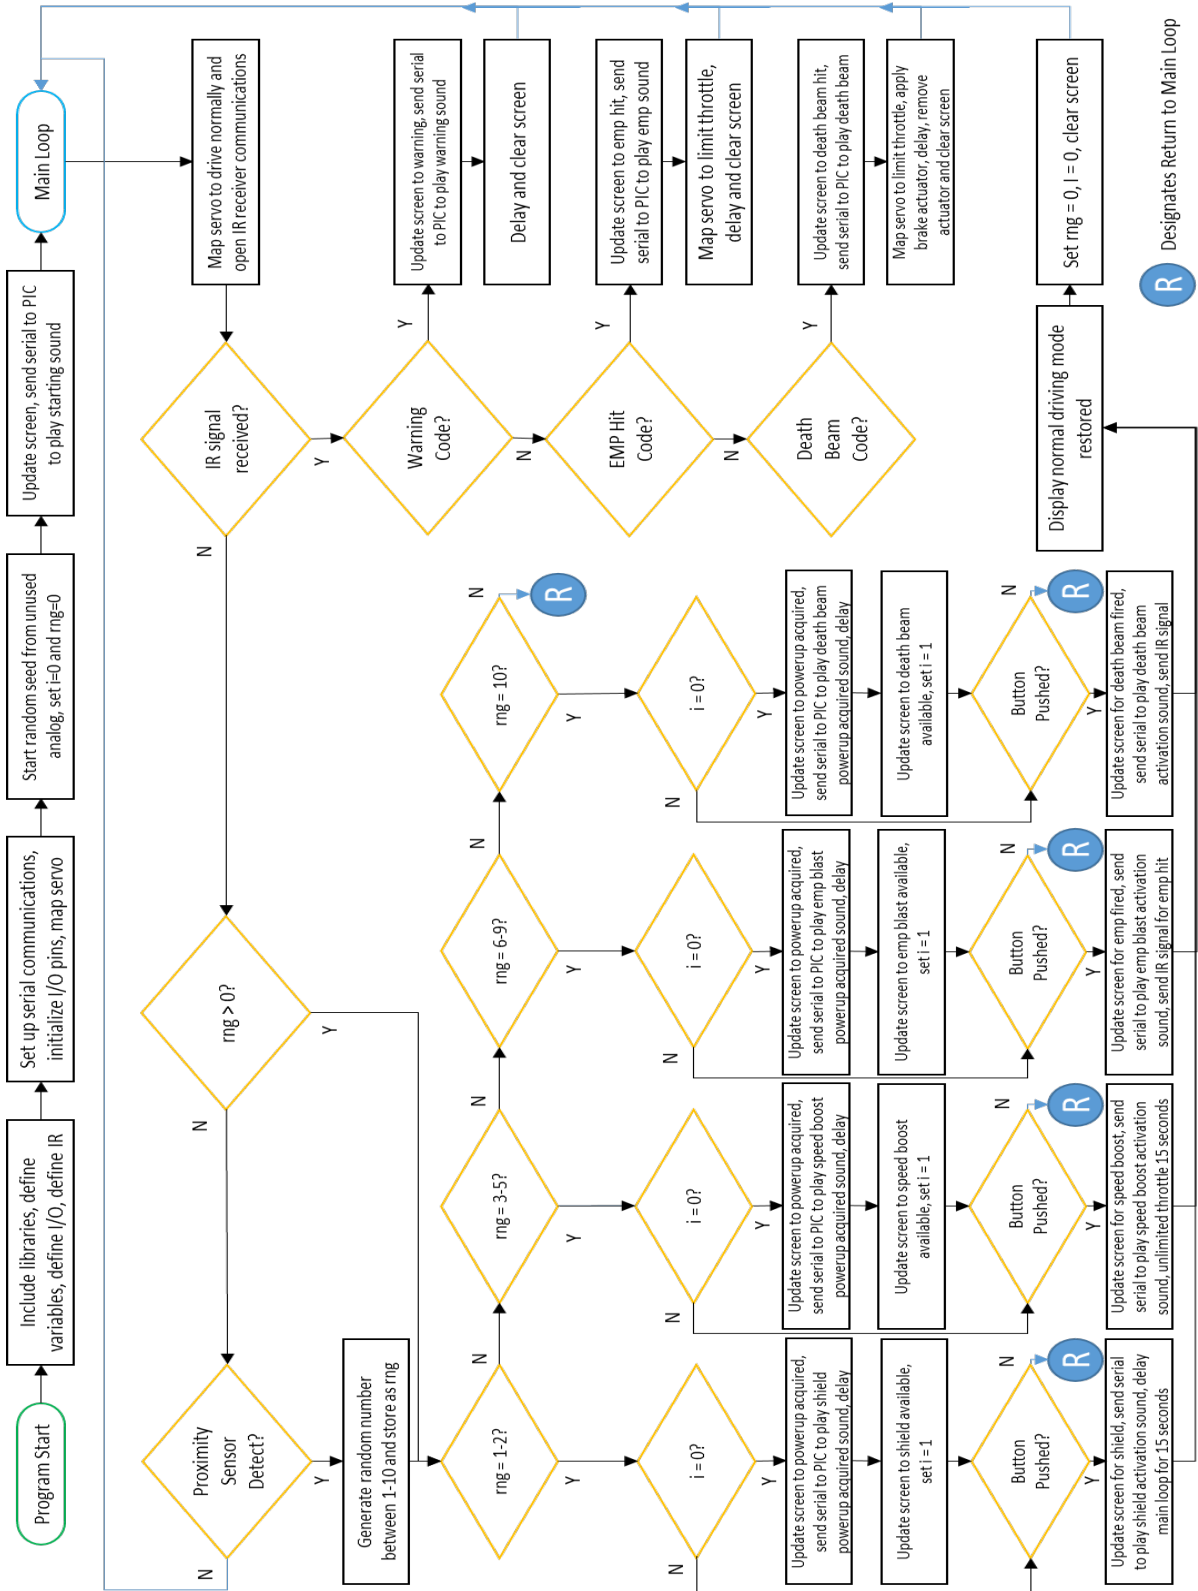 Program Start
Include libraries, define
variables, define I/O, define IR
Set up serial communications,
initialize I/O pins, map servo
Start random seed from unused
analog, set i=0 and rng=0
Update screen, send serial to PIC
to play starting sound
Main Loop
Map servo to drive normally and
open IR receiver communications
IR signal
received?
N
Y
Warning
Code?
Y
N
Update screen to warning, send serial
to PIC to play warning sound
Delay and clear screen
EMP Hit
Code?
Y
N
Update screen to emp hit, send
serial to PIC to play emp sound
Map servo to limit throttle,
delay and clear screen
Death
Beam
Code?
Y
Update screen to death beam hit,
send serial to PIC to play death beam
Map servo to limit throttle, apply
brake actuator, delay, remove
actuator and clear screen
rng > 0?
N
Y
Proximity
Sensor
Detect?
N
Y
Generate random number
between 1-10 and store as rng
rng = 1-2?
N
Y
i = 0?
N
Y
Update screen to powerup acquired,
send serial to PIC to play shield
powerup acquired sound, delay
Update screen to shield available,
set i = 1
Button
Pushed?
N
R
Y
Update screen for shield, send serial
to play shield activation sound, delay
main loop for 15 seconds
rng = 3-5?
N
Y
i = 0?
N
Y
Update screen to powerup acquired,
send serial to PIC to play speed boost
powerup acquired sound, delay
Update screen to speed boost
available, set i = 1
Button
Pushed?
N
R
Y
Update screen for speed boost, send
serial to play speed boost activation
sound, unlimited throttle 15 seconds
rng = 6-9?
N
Y
i = 0?
N
Y
Update screen to powerup acquired,
send serial to PIC to play emp blast
powerup acquired sound, delay
Update screen to emp blast available,
set i = 1
Button
Pushed?
N
R
Y
Update screen for emp fired, send
serial to play emp blast activation
sound, send IR signal for emp hit
rng = 10?
N
R
Y
i = 0?
N
Y
Update screen to powerup acquired,
send serial to PIC to play death beam
powerup acquired sound, delay
Update screen to death beam
available, set i = 1
Button
Pushed?
N
R
Y
Update screen for death beam fired,
send serial to play death beam
activation sound, send IR signal
Display normal driving mode
restored
Set rng = 0, I = 0, clear screen
R
Designates Return to Main Loop